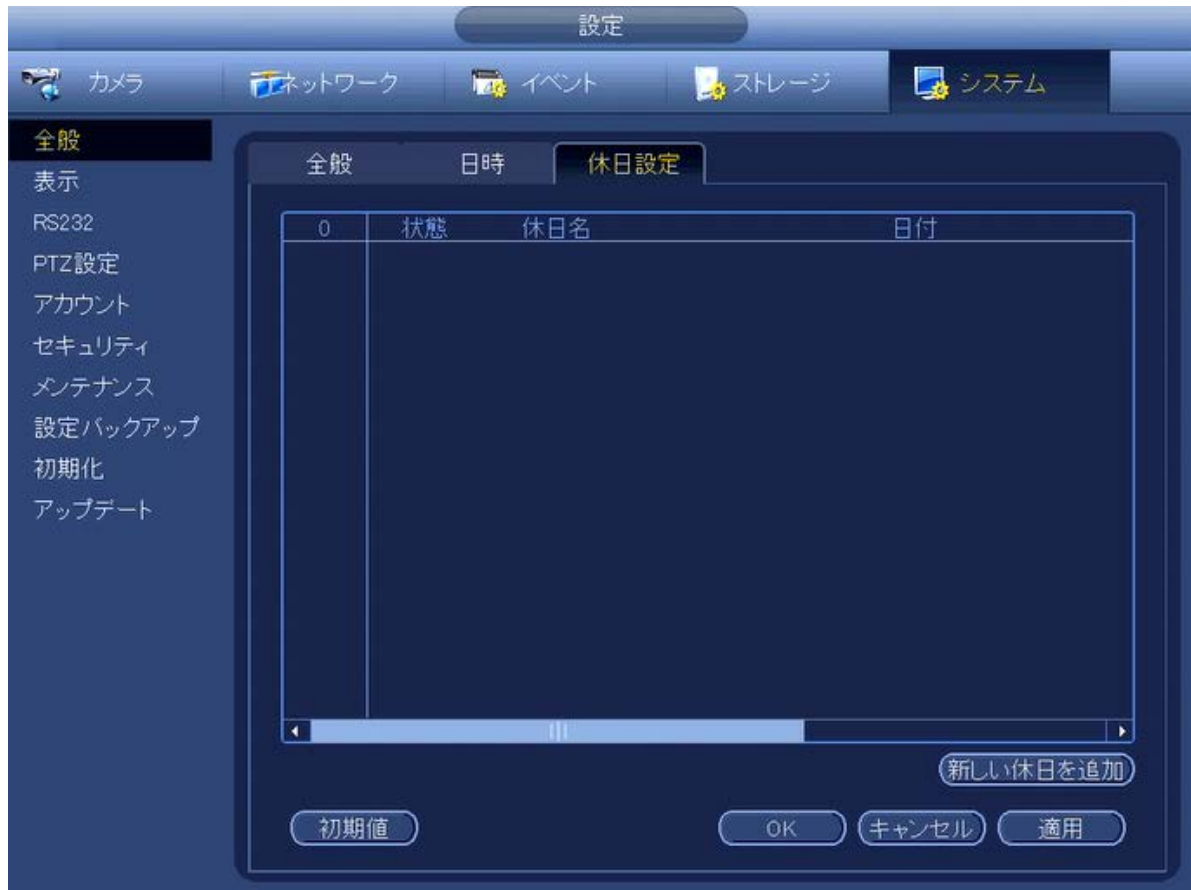 設定
カメラ
ネットワーク
イベント
ストレージ
システム
全般
表示
RS232
PTZ設定
アカウント
セキュリティ
メンテナンス
設定バックアップ
初期化
アップデート
全般 日時 休日設定
0 状態 休日名 日付
新しい休日を追加
初期値 OK キャンセル 適用